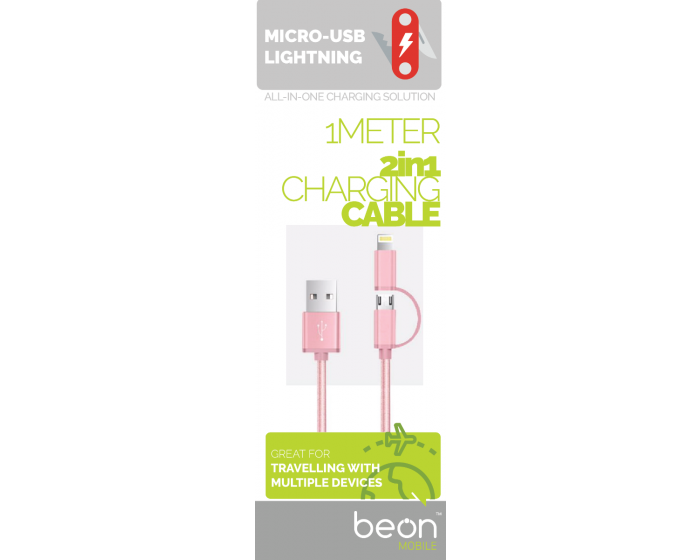 MICRO-USB
LIGHTNING
ALL-IN-ONE CHARGING SOLUTION
1METER
2in1
CHARGING
CABLE
GREAT FOR
TRAVELLING WITH
MULTIPLE DEVICES
beon™
MOBILE